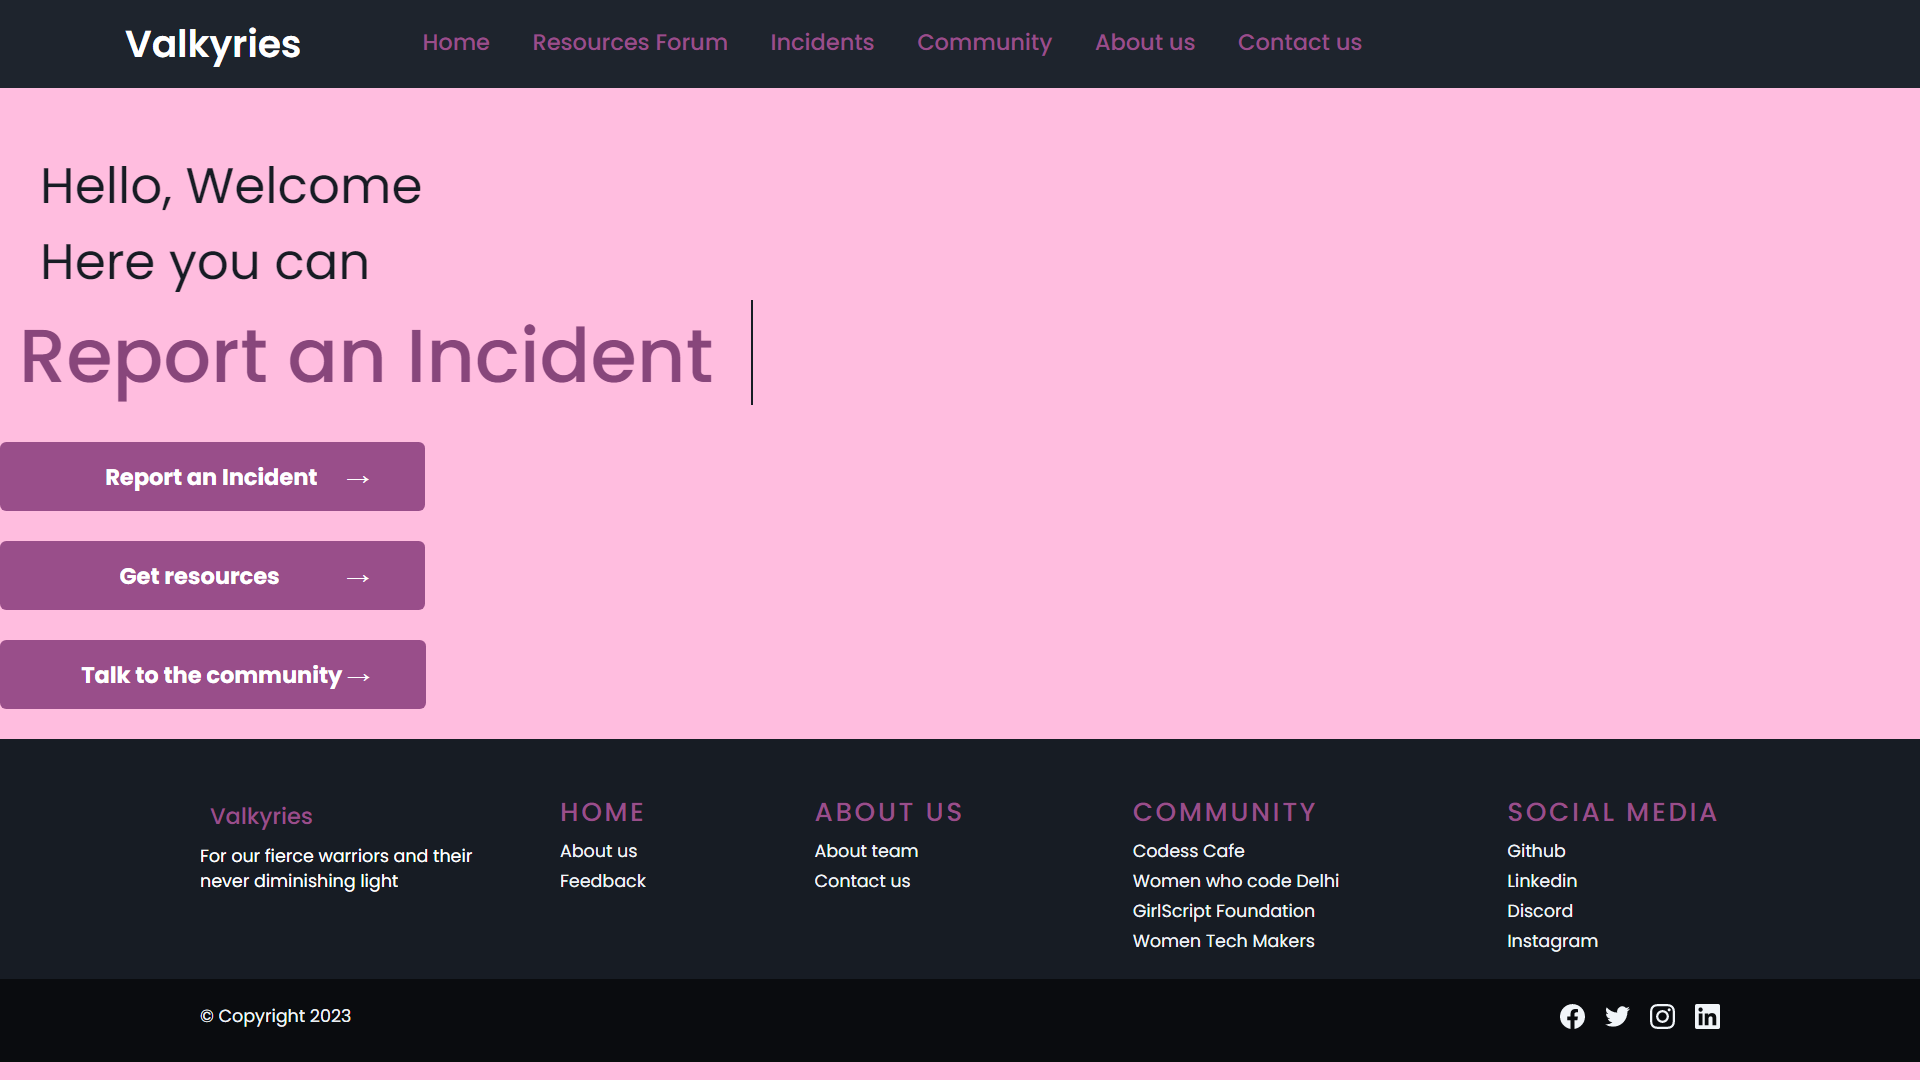 Valkyries
Home Resources Forum Incidents Community About us Contact us
Hello, Welcome
Here you can
Report an Incident
Report an Incident →
Get resources →
Talk to the community →
Valkyries
For our fierce warriors and their
never diminishing light
HOME
About us
Feedback
ABOUT US
About team
Contact us
COMMUNITY
Codess Cafe
Women who code Delhi
GirlScript Foundation
Women Tech Makers
SOCIAL MEDIA
Github
Linkedin
Discord
Instagram
© Copyright 2023